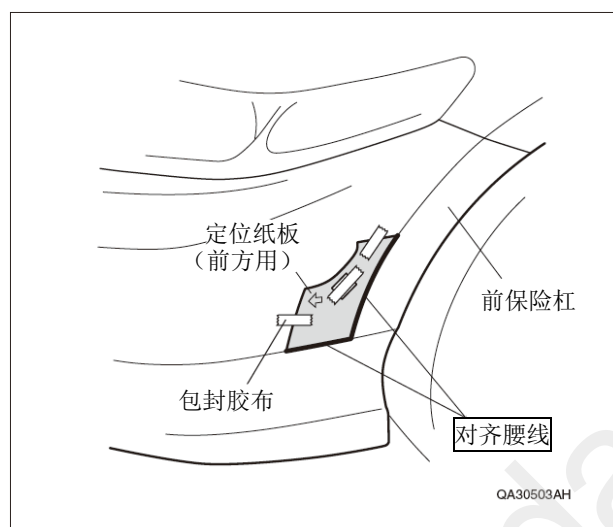 定位纸板
（前方用）
前保险杠
包封胶布
对齐腰线
QA30503AH